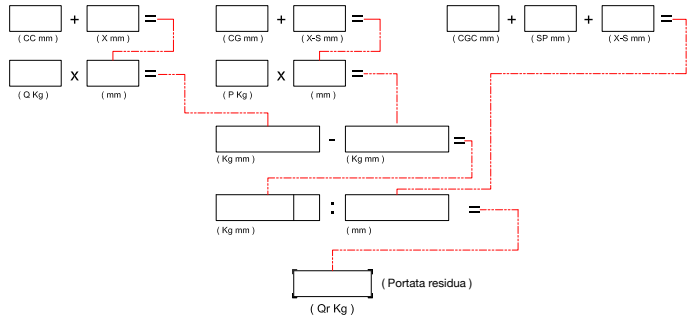 + = + = + + =
( CC mm ) ( X mm ) ( CG mm ) ( X-S mm ) ( CGC mm ) ( SP mm ) ( X-S mm )
x = x =
( Q Kg ) ( mm ) ( P Kg ) ( mm )
- =
( Kg mm ) ( Kg mm )
: =
( Kg mm ) ( mm )
( Portata residua )
( Qr Kg )